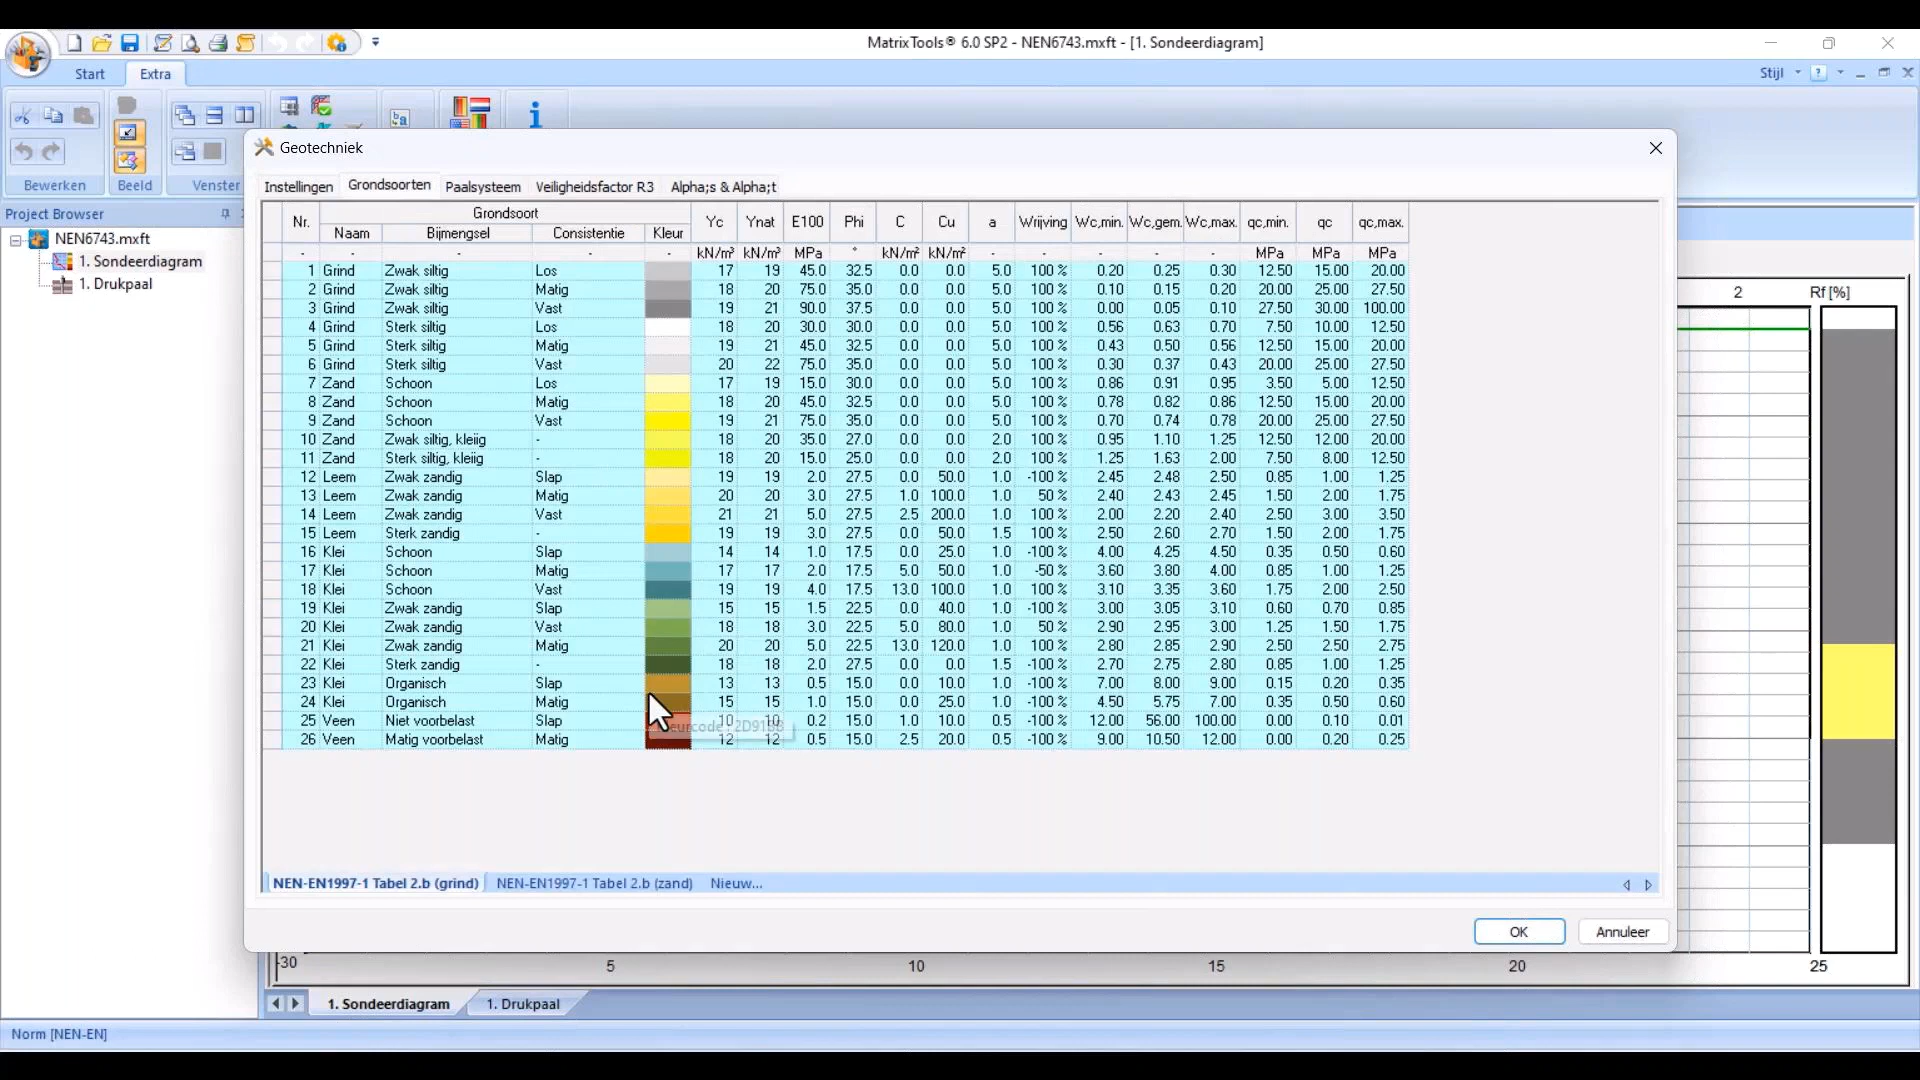 MatrixTools® 6.0 SP2 - NEN6743.mxft - [1. Sondeerdiagram]
Start Extra Stijl
Bewerken Beeld Venster
Project Browser
NEN6743.mxft
1. Sondeerdiagram
1. Drukpaal
Geotechniek
Instellingen Grondsoorten Paalsysteem Veiligheidsfactor R3 Alpha;s & Alpha;t
Nr. Grondsoort Yc Ynat E100 Phi C Cu a Wrijving Wc,min. Wc,gem. Wc,max. qc,min. qc qc,max.
Naam Bijmengsel Consistentie Kleur
- - - - kN/m³ kN/m³ MPa ° kN/m² kN/m² - - - - - MPa MPa MPa
1 Grind Zwak siltig Los 17 19 45.0 32.5 0.0 0.0 5.0 100 % 0.20 0.25 0.30 12.50 15.00 20.00
2 Grind Zwak siltig Matig 18 20 75.0 35.0 0.0 0.0 5.0 100 % 0.10 0.15 0.20 20.00 25.00 27.50
3 Grind Zwak siltig Vast 19 21 90.0 37.5 0.0 0.0 5.0 100 % 0.00 0.05 0.10 27.50 30.00 100.00
4 Grind Sterk siltig Los 18 20 30.0 30.0 0.0 0.0 5.0 100 % 0.56 0.63 0.70 7.50 10.00 12.50
5 Grind Sterk siltig Matig 19 21 45.0 32.5 0.0 0.0 5.0 100 % 0.43 0.50 0.56 12.50 15.00 20.00
6 Grind Sterk siltig Vast 20 22 75.0 35.0 0.0 0.0 5.0 100 % 0.30 0.37 0.43 20.00 25.00 27.50
7 Zand Schoon Los 17 19 15.0 30.0 0.0 0.0 5.0 100 % 0.86 0.91 0.95 3.50 5.00 12.50
8 Zand Schoon Matig 18 20 45.0 32.5 0.0 0.0 5.0 100 % 0.78 0.82 0.86 12.50 15.00 20.00
9 Zand Schoon Vast 19 21 75.0 35.0 0.0 0.0 5.0 100 % 0.70 0.74 0.78 20.00 25.00 27.50
10 Zand Zwak siltig, kleiig - 18 20 35.0 27.0 0.0 0.0 2.0 100 % 0.95 1.10 1.25 12.50 12.00 20.00
11 Zand Sterk siltig, kleiig - 18 20 15.0 25.0 0.0 0.0 2.0 100 % 1.25 1.63 2.00 7.50 8.00 12.50
12 Leem Zwak zandig Slap 19 19 2.0 27.5 0.0 50.0 1.0 -100 % 2.45 2.48 2.50 0.85 1.00 1.25
13 Leem Zwak zandig Matig 20 20 3.0 27.5 1.0 100.0 1.0 50 % 2.40 2.43 2.45 1.50 2.00 1.75
14 Leem Zwak zandig Vast 21 21 5.0 27.5 2.5 200.0 1.0 100 % 2.00 2.20 2.40 2.50 3.00 3.50
15 Leem Sterk zandig - 19 19 3.0 27.5 0.0 50.0 1.5 100 % 2.50 2.60 2.70 1.50 2.00 1.75
16 Klei Schoon Slap 14 14 1.0 17.5 0.0 25.0 1.0 -100 % 4.00 4.25 4.50 0.35 0.50 0.60
17 Klei Schoon Matig 17 17 2.0 17.5 5.0 50.0 1.0 -50 % 3.60 3.80 4.00 0.85 1.00 1.25
18 Klei Schoon Vast 19 19 4.0 17.5 13.0 100.0 1.0 100 % 3.10 3.35 3.60 1.75 2.00 2.50
19 Klei Zwak zandig Slap 15 15 1.5 22.5 0.0 40.0 1.0 -100 % 3.00 3.05 3.10 0.60 0.70 0.85
20 Klei Zwak zandig Vast 18 18 3.0 22.5 5.0 80.0 1.0 50 % 2.90 2.95 3.00 1.25 1.50 1.75
21 Klei Zwak zandig Matig 20 20 5.0 22.5 13.0 120.0 1.0 100 % 2.80 2.85 2.90 2.50 2.50 2.75
22 Klei Sterk zandig - 18 18 2.0 27.5 0.0 0.0 1.5 -100 % 2.70 2.75 2.80 0.85 1.00 1.25
23 Klei Organisch Slap 13 13 0.5 15.0 0.0 10.0 1.0 -100 % 7.00 8.00 9.00 0.15 0.20 0.35
24 Klei Organisch Matig 15 15 1.0 15.0 0.0 25.0 1.0 -100 % 4.50 5.75 7.00 0.35 0.50 0.60
25 Veen Niet voorbelast Slap 10 10 0.2 15.0 1.0 10.0 0.5 -100 % 12.00 56.00 100.00 0.00 0.10 0.01
26 Veen Matig voorbelast Matig 12 12 0.5 15.0 2.5 20.0 0.5 -100 % 9.00 10.50 12.00 0.00 0.20 0.25
NEN-EN1997-1 Tabel 2.b (grind) NEN-EN1997-1 Tabel 2.b (zand) Nieuw...
OK Annuleer
2 Rf [%]
-30 5 10 15 20 25
1. Sondeerdiagram 1. Drukpaal
Norm [NEN-EN]